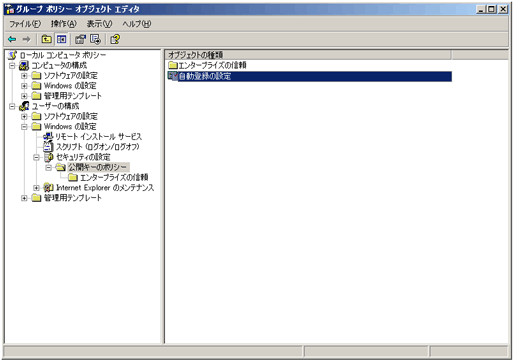 グループ ポリシー オブジェクト エディタ
ファイル(F) 操作(A) 表示(V) ヘルプ(H)
ローカル コンピュータ ポリシー
コンピュータの構成
ソフトウェアの設定
Windows の設定
管理用テンプレート
ユーザーの構成
ソフトウェアの設定
Windows の設定
リモート インストール サービス
スクリプト (ログオン/ログオフ)
セキュリティの設定
公開キーのポリシー
エンタープライズの信頼
Internet Explorer のメンテナンス
管理用テンプレート
オブジェクトの種類
エンタープライズの信頼
自動登録の設定